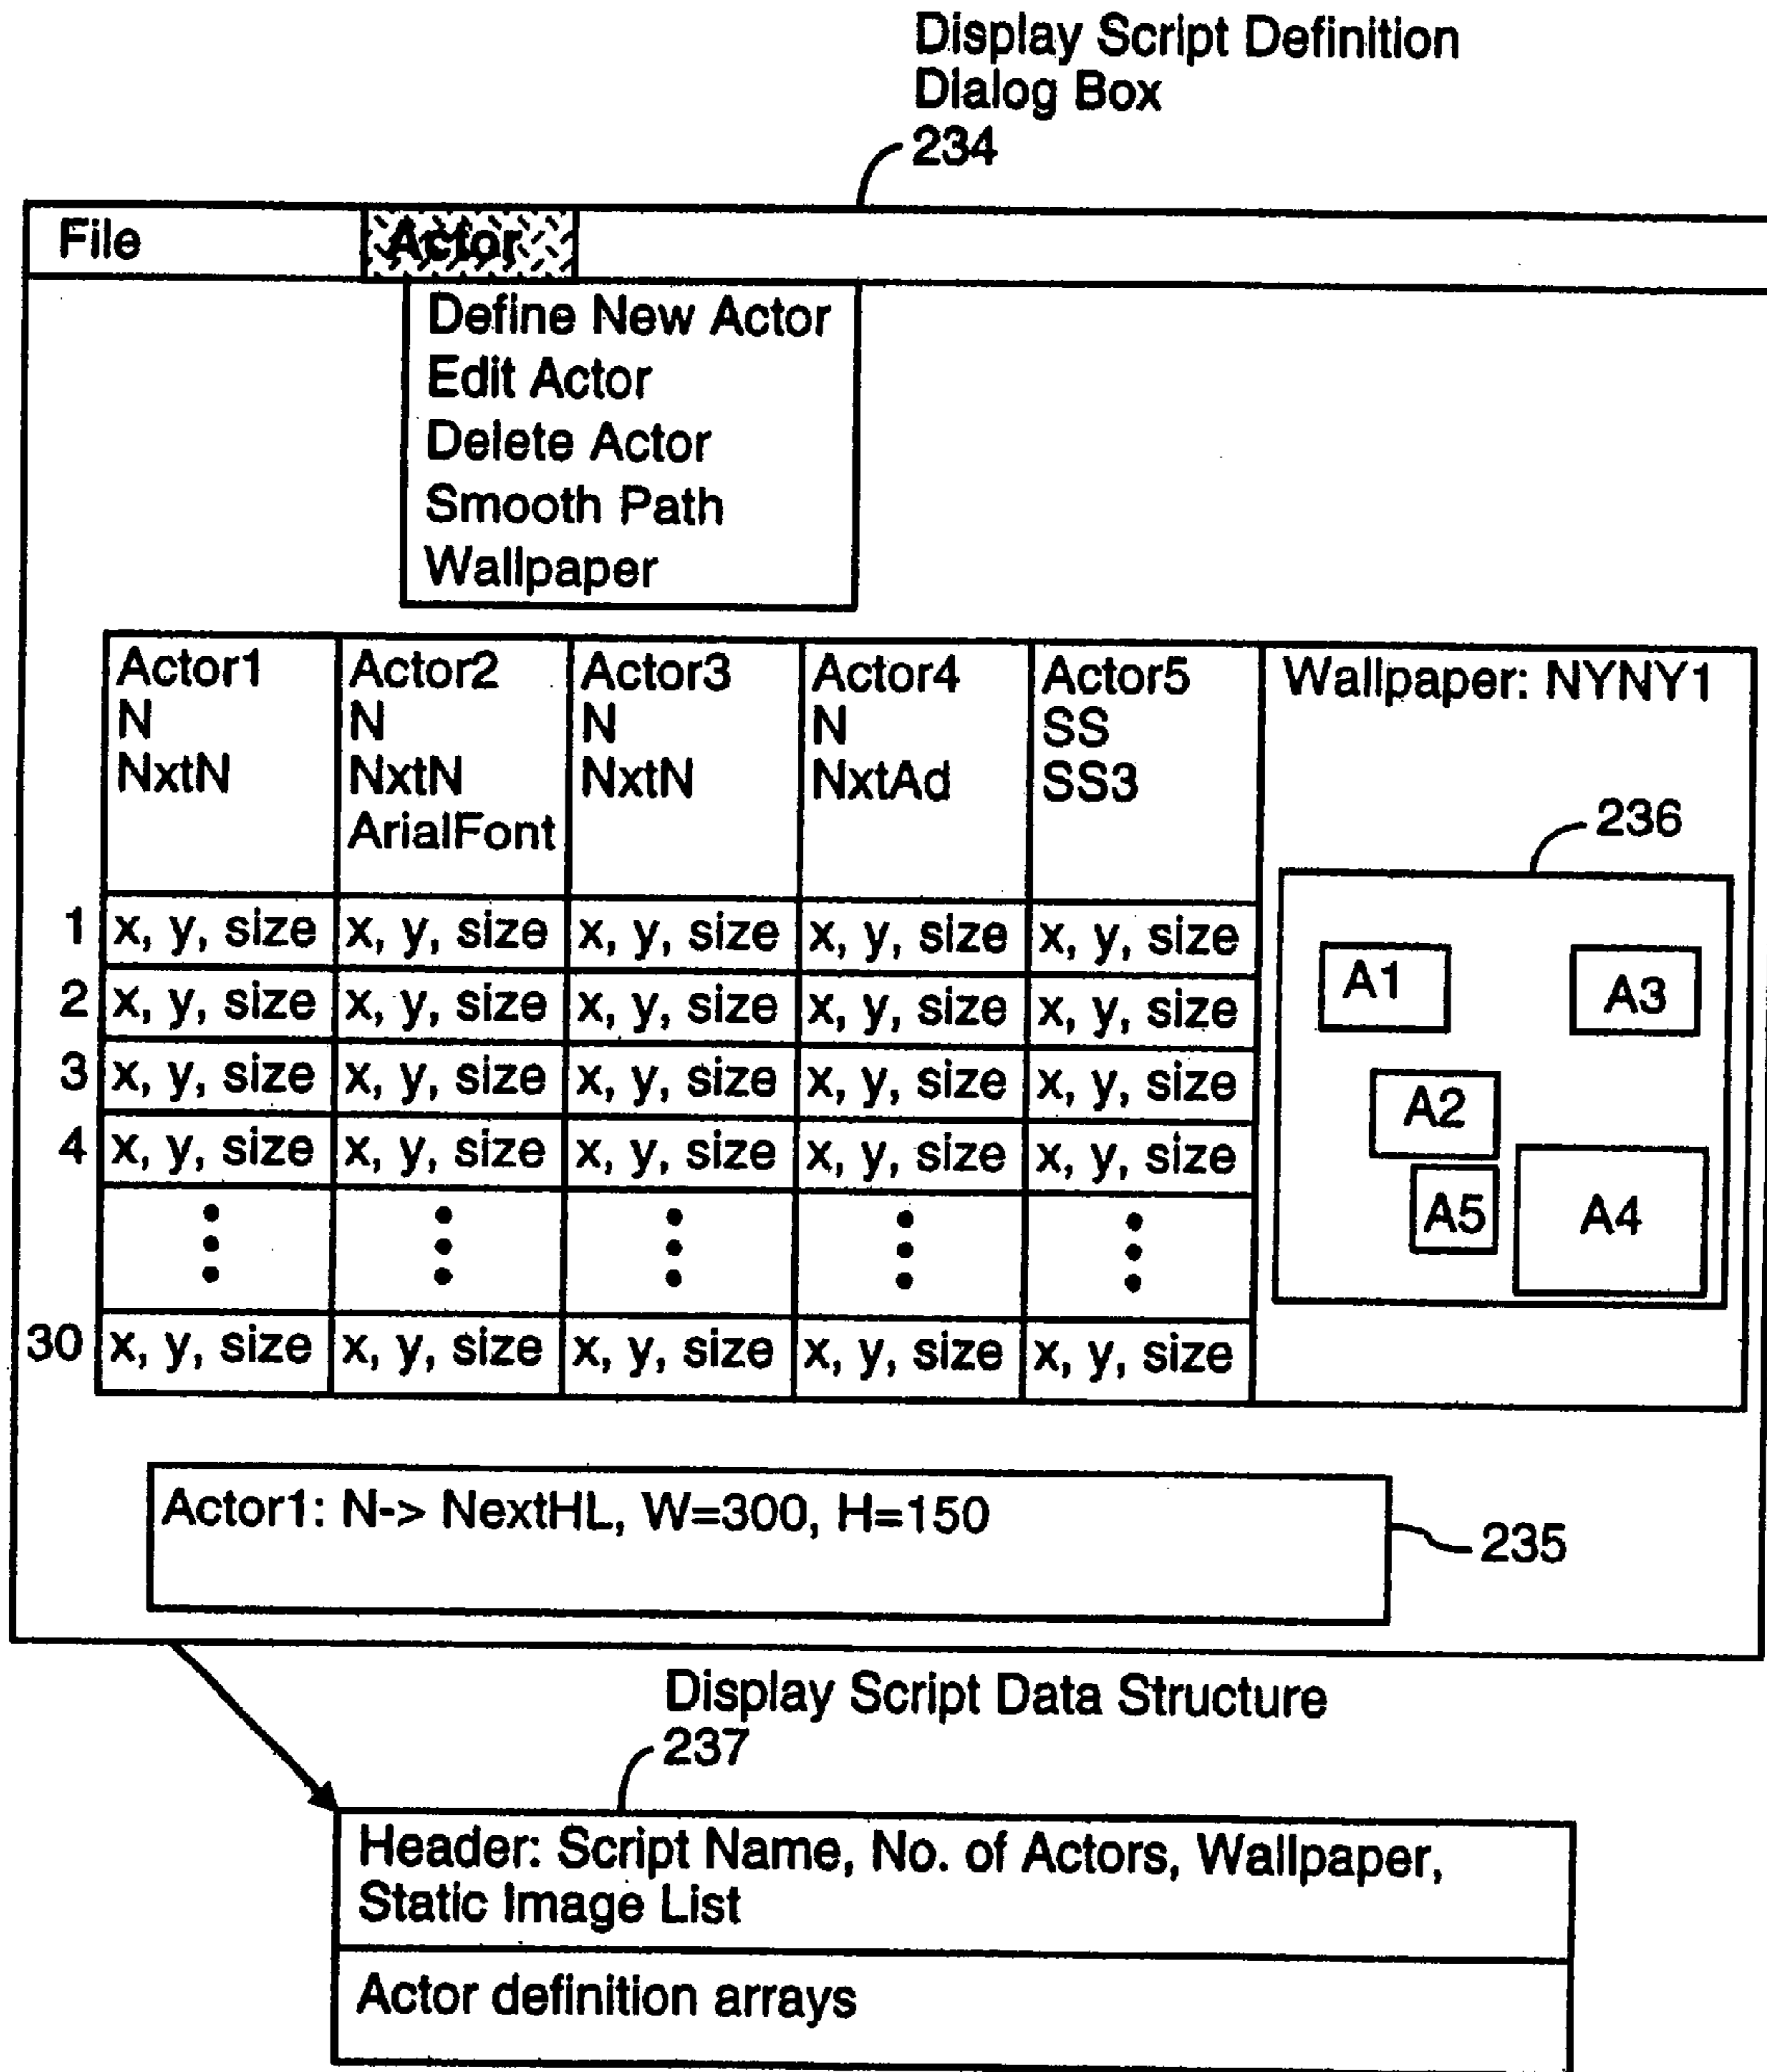 Display Script Definition
Dialog Box
234
File Actor
Define New Actor
Edit Actor
Delete Actor
Smooth Path
Wallpaper
Actor1 Actor2 Actor3 Actor4 Actor5 Wallpaper: NYNY1
N N N N SS
NxtN NxtN NxtN NxtAd SS3
ArialFont
236
1 x, y, size x, y, size x, y, size x, y, size x, y, size
2 x, y, size x, y, size x, y, size x, y, size x, y, size
3 x, y, size x, y, size x, y, size x, y, size x, y, size
4 x, y, size x, y, size x, y, size x, y, size x, y, size
30 x, y, size x, y, size x, y, size x, y, size x, y, size
A1 A3
A2
A5 A4
Actor1: N-> NextHL, W=300, H=150
235
Display Script Data Structure
237
Header: Script Name, No. of Actors, Wallpaper,
Static Image List
Actor definition arrays